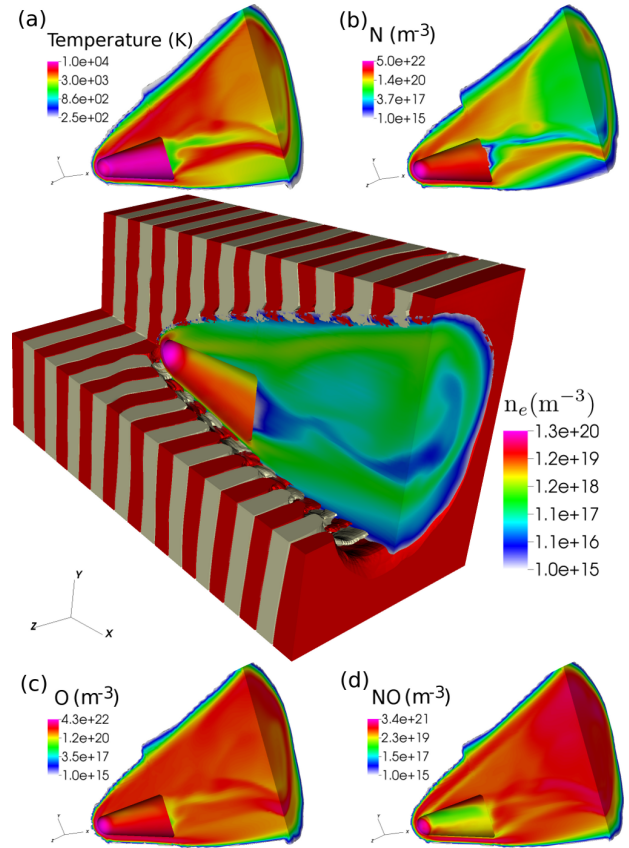 (a)
Temperature (K)
1.0e+04
3.0e+03
8.6e+02
2.5e+02
Y
Z
X
(b)
N (m⁻³)
5.0e+22
1.4e+20
3.7e+17
1.0e+15
Y
Z
X
nₑ(m⁻³)
1.3e+20
1.2e+19
1.2e+18
1.1e+17
1.1e+16
1.0e+15
Y
Z
X
(c)
O (m⁻³)
4.3e+22
1.2e+20
3.5e+17
1.0e+15
Y
Z
X
(d)
NO (m⁻³)
3.4e+21
2.3e+19
1.5e+17
1.0e+15
Y
Z
X